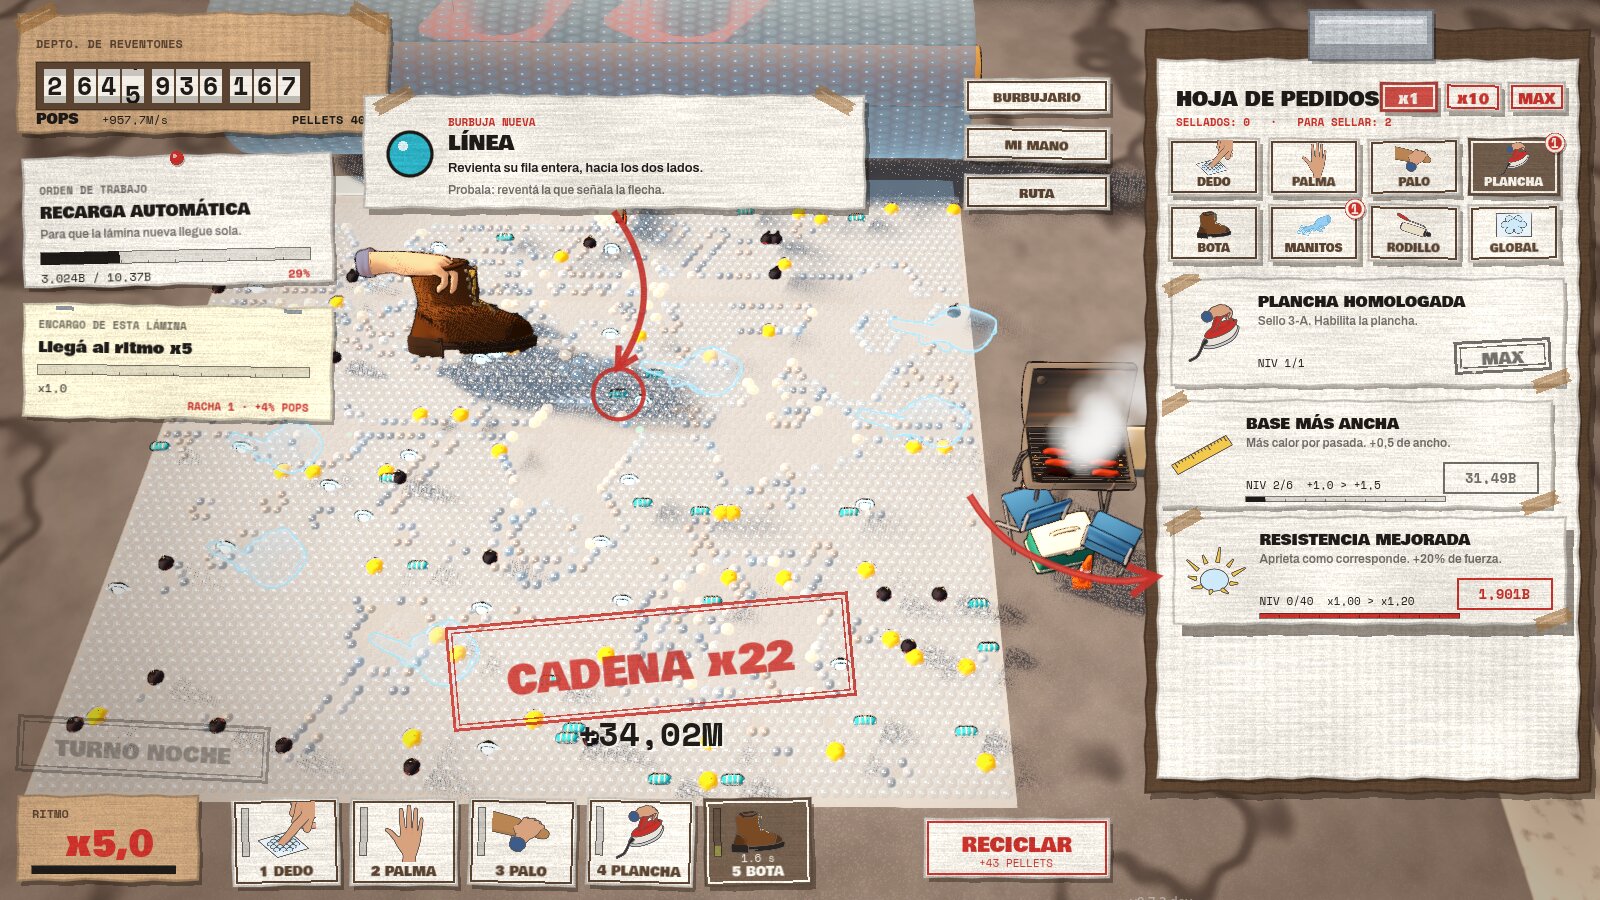 DEPTO. DE REVENTONES
2 645 936 167
POPS +957,7M/s PELLETS 40
BURBUJA NUEVA
LÍNEA
Revienta su fila entera, hacia los dos lados.
Probala: reventá la que señala la flecha.
ORDEN DE TRABAJO
RECARGA AUTOMÁTICA
Para que la lámina nueva llegue sola.
3,024B / 10,37B 29%
ENCARGO DE ESTA LÁMINA
Llegá al ritmo x5
x1,0
RACHA 1 · +4% POPS
BURBUJARIO
MI MANO
RUTA
HOJA DE PEDIDOS x1 x10 MAX
SELLADOS: 0 · PARA SELLAR: 2
DEDO PALMA PALO PLANCHA 1
BOTA MANITOS 1 RODILLO GLOBAL
PLANCHA HOMOLOGADA
Sello 3-A. Habilita la plancha.
NIV 1/1 MAX
BASE MÁS ANCHA
Más calor por pasada. +0,5 de ancho.
NIV 2/6 +1,0 > +1,5 31,49B
RESISTENCIA MEJORADA
Aprieta como corresponde. +20% de fuerza.
NIV 0/40 x1,00 > x1,20 1,901B
CADENA x22
+34,02M
TURNO NOCHE
RITMO
x5,0
1 DEDO
2 PALMA
3 PALO
4 PLANCHA
1.6 s
5 BOTA
RECICLAR
+43 PELLETS